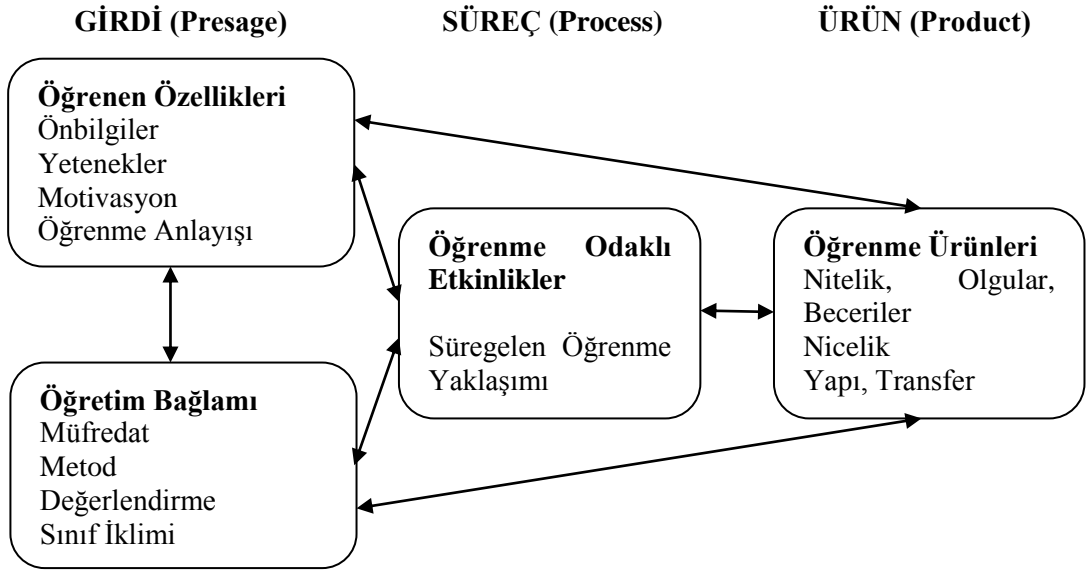 GİRDİ (Presage) SÜREÇ (Process) ÜRÜN (Product)
Öğrenen Özellikleri
Önbilgiler
Yetenekler
Motivasyon
Öğrenme Anlayışı
Öğretim Bağlamı
Müfredat
Metod
Değerlendirme
Sınıf İklimi
Öğrenme Odaklı
Etkinlikler
Süregelen Öğrenme
Yaklaşımı
Öğrenme Ürünleri
Nitelik, Olgular,
Beceriler
Nicelik
Yapı, Transfer